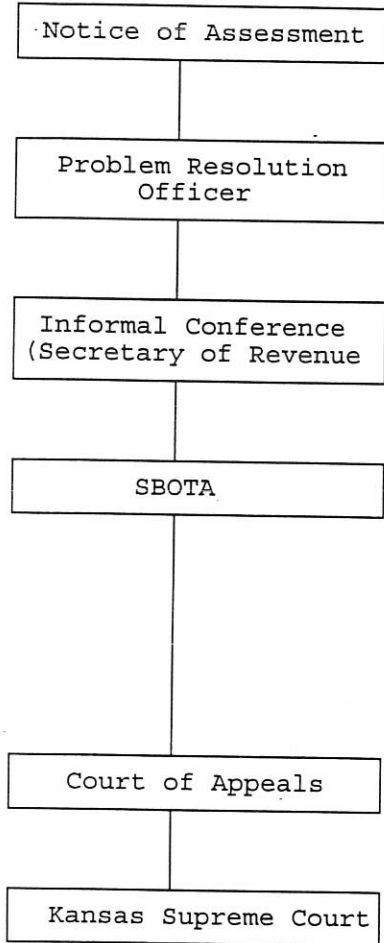 Notice of Assessment
Problem Resolution
Officer
Informal Conference
(Secretary of Revenue
SBOTA
Court of Appeals
Kansas Supreme Court